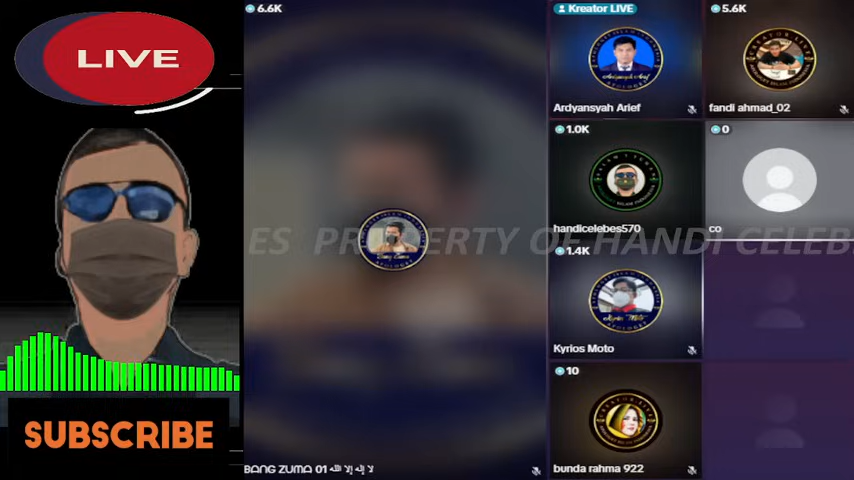 LIVE
SUBSCRIBE
6.6K
BANG ZUMA 01 لا إله إلا الله
Kreator LIVE
Ardyansyah Arief
5.6K
fandi ahmad_02
1.0K
handicelebes570
0
co
ES PROPERTY OF HANDI CELEB
1.4K
Kyrios Moto
10
bunda rahma 922